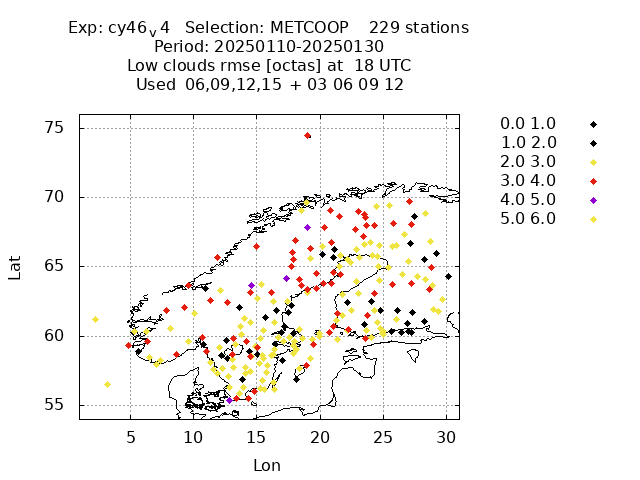 Exp: cy46v4 Selection: METCOOP 229 stations
Period: 20250110-20250130
Low clouds rmse [octas] at 18 UTC
Used 06,09,12,15 + 03 06 09 12
0.0 1.0
1.0 2.0
2.0 3.0
3.0 4.0
4.0 5.0
5.0 6.0
75
70
65
60
55
Lat
5 10 15 20 25 30
Lon